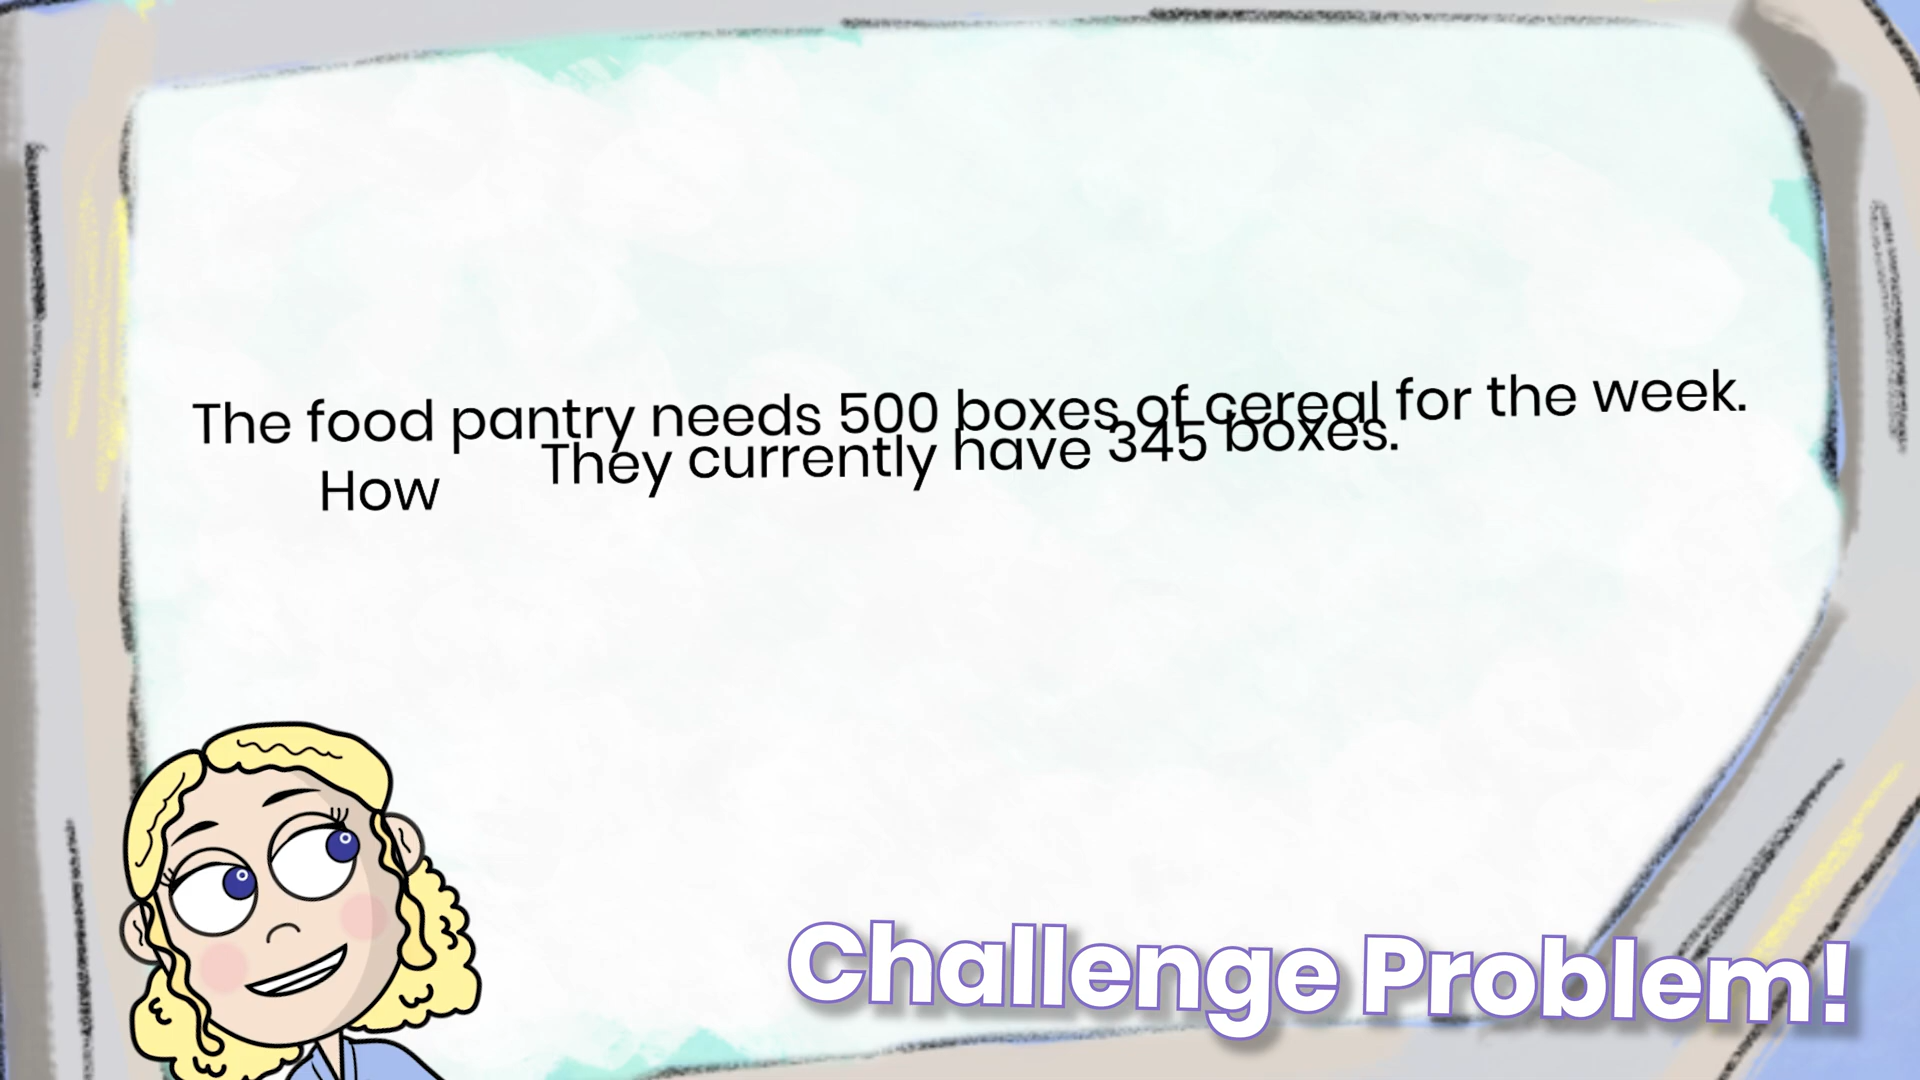 The food pantry needs 500 boxes of cereal for the week.
They currently have 345 boxes.
How
Challenge Problem!